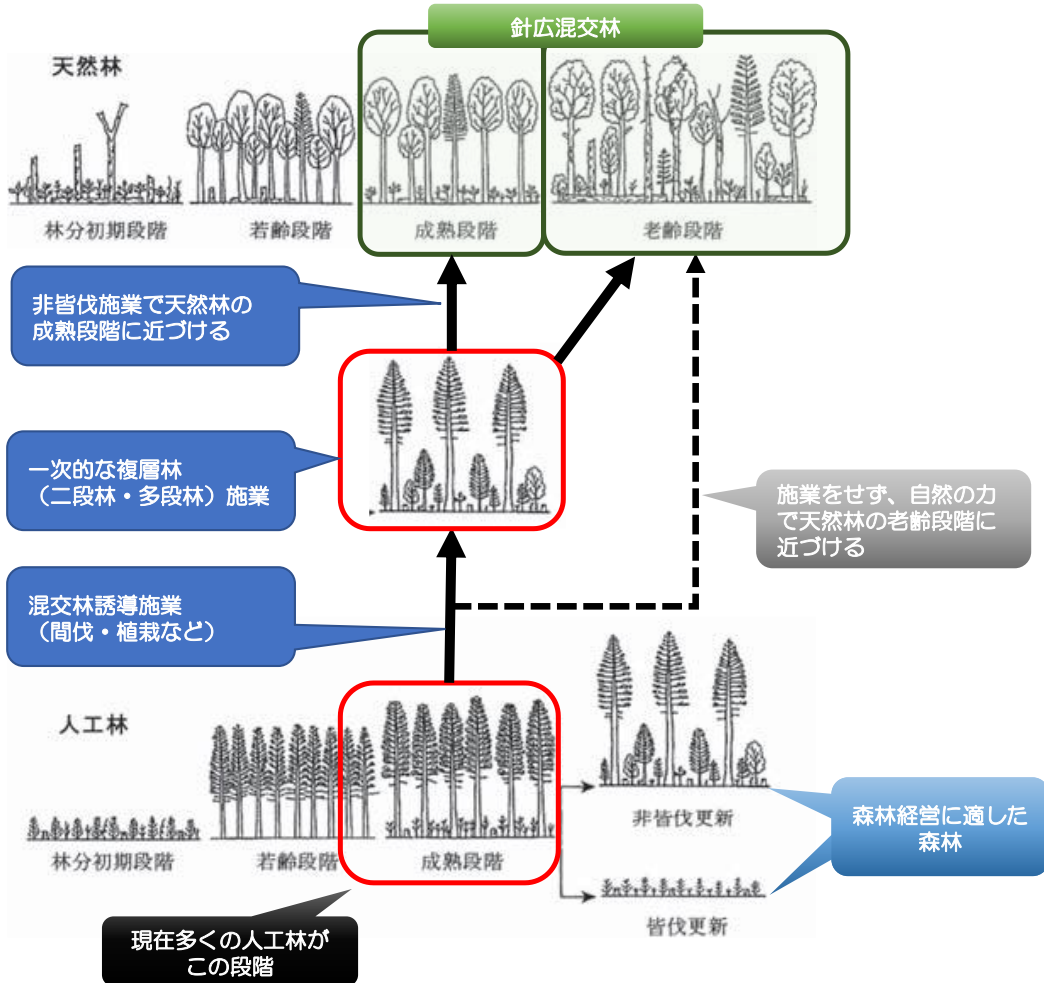 針広混交林
天然林
林分初期段階
若齢段階
成熟段階
老齢段階
非皆伐施業で天然林の
成熟段階に近づける
一次的な複層林
（二段林・多段林）施業
施業をせず、自然の力
で天然林の老齢段階に
近づける
混交林誘導施業
（間伐・植栽など）
人工林
林分初期段階
若齢段階
成熟段階
非皆伐更新
皆伐更新
森林経営に適した
森林
現在多くの人工林が
この段階